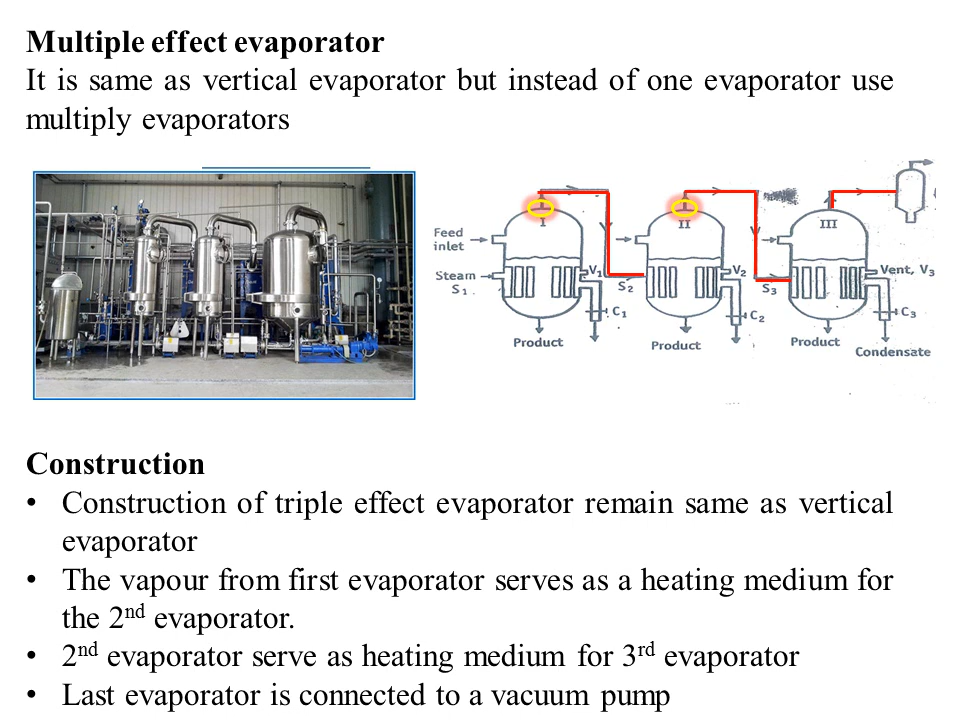 Multiple effect evaporator
It is same as vertical evaporator but instead of one evaporator use
multiply evaporators
I
II
III
Feed
inlet
Steam
S1
V1
S2
V2
S3
Vent, V3
C1
C2
C3
Product
Product
Product
Condensate
Construction
• Construction of triple effect evaporator remain same as vertical
evaporator
• The vapour from first evaporator serves as a heating medium for
the 2nd evaporator.
• 2nd evaporator serve as heating medium for 3rd evaporator
• Last evaporator is connected to a vacuum pump